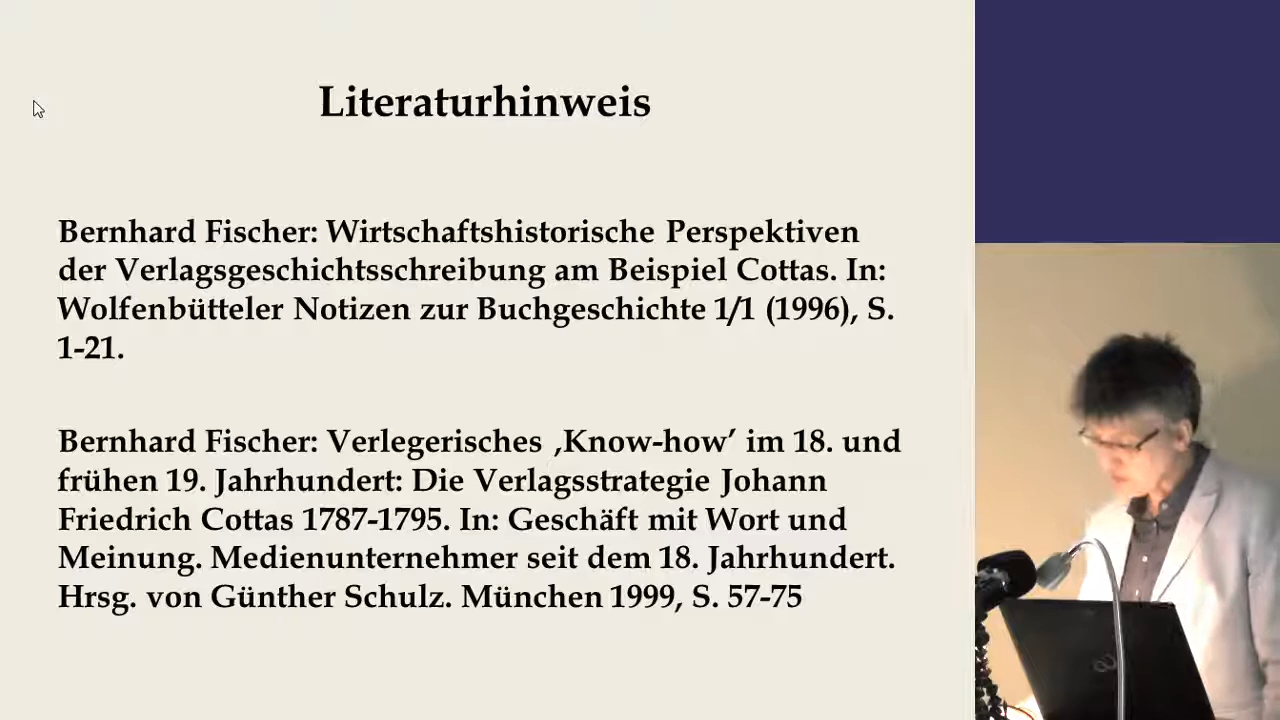 Literaturhinweis
Bernhard Fischer: Wirtschaftshistorische Perspektiven
der Verlagsgeschichtsschreibung am Beispiel Cottas. In:
Wolfenbütteler Notizen zur Buchgeschichte 1/1 (1996), S.
1-21.
Bernhard Fischer: Verlegerisches ‚Know-how’ im 18. und
frühen 19. Jahrhundert: Die Verlagsstrategie Johann
Friedrich Cottas 1787-1795. In: Geschäft mit Wort und
Meinung. Medienunternehmer seit dem 18. Jahrhundert.
Hrsg. von Günther Schulz. München 1999, S. 57-75